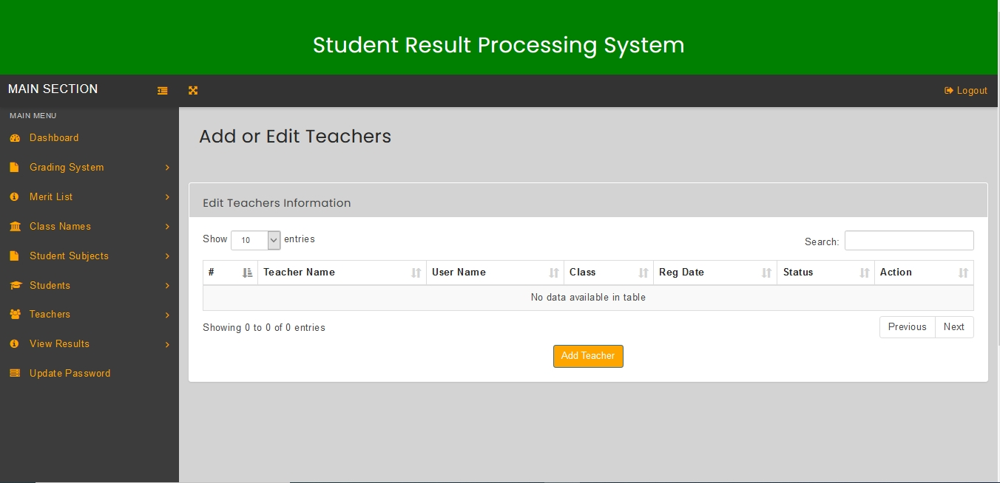 Student Result Processing System
MAIN SECTION
Logout
MAIN MENU
Dashboard
Grading System
Merit List
Class Names
Student Subjects
Students
Teachers
View Results
Update Password
Add or Edit Teachers
Edit Teachers Information
Show 10 entries
Search:
# Teacher Name User Name Class Reg Date Status Action
No data available in table
Showing 0 to 0 of 0 entries
Previous Next
Add Teacher